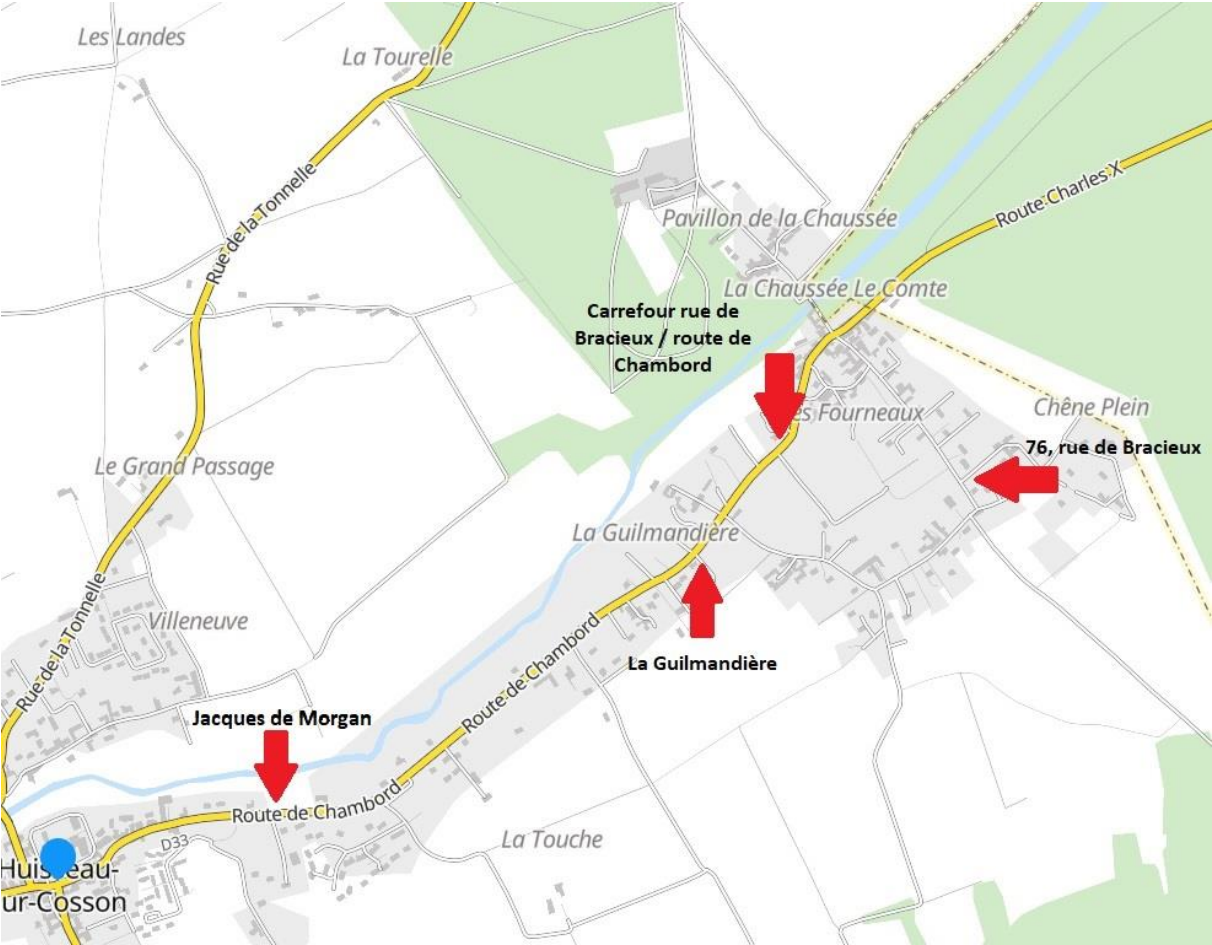 Les Landes
La Tourelle
Rue de la Tonnelle
Route Charles X
Pavillon de la Chaussée
La Chaussée Le Comte
Carrefour rue de
Bracieux / route de
Chambord
es Fourneaux
Chêne Plein
76, rue de Bracieux
Le Grand Passage
La Guilmandière
Villeneuve
Rue de la Tonnelle
Route de Chambord
La Guilmandière
Jacques de Morgan
Route de Chambord
D33
La Touche
Huis eau-
ur-Cosson